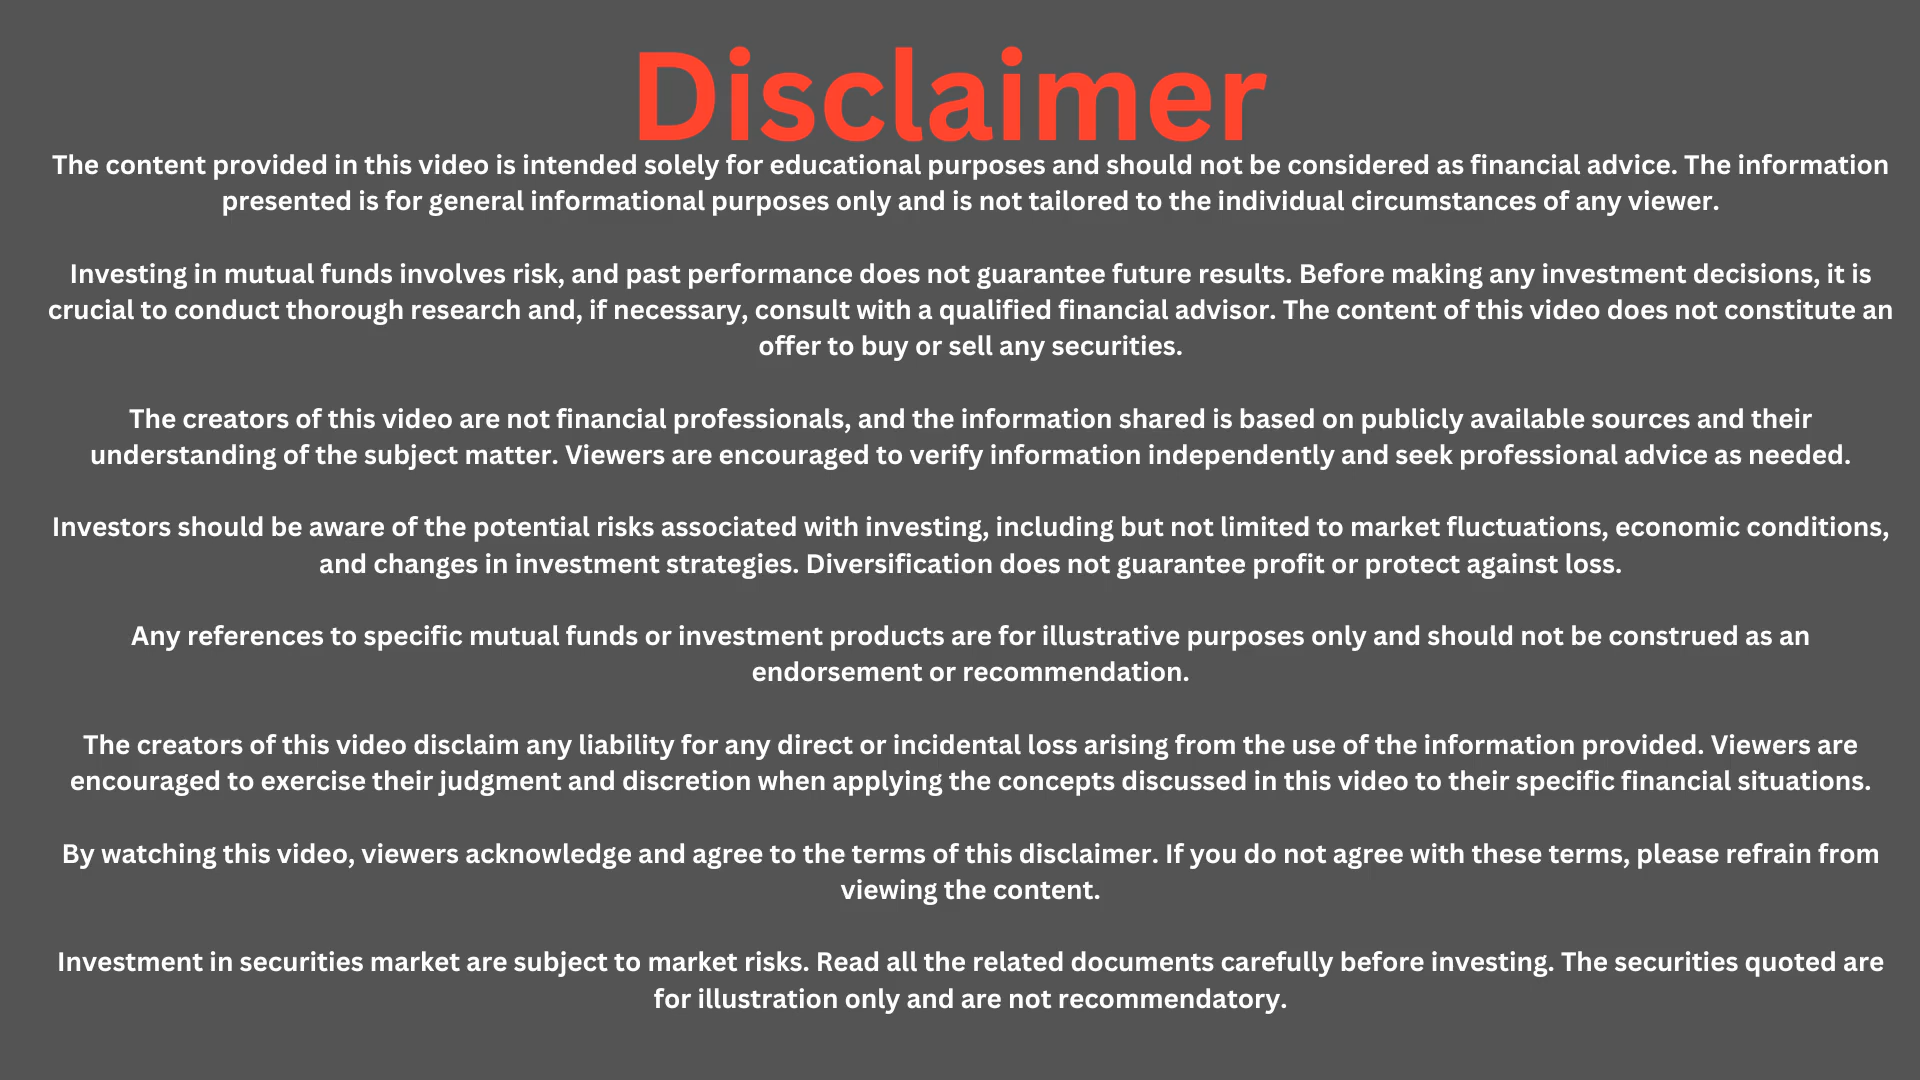 Disclaimer
The content provided in this video is intended solely for educational purposes and should not be considered as financial advice. The information
presented is for general informational purposes only and is not tailored to the individual circumstances of any viewer.
Investing in mutual funds involves risk, and past performance does not guarantee future results. Before making any investment decisions, it is
crucial to conduct thorough research and, if necessary, consult with a qualified financial advisor. The content of this video does not constitute an
offer to buy or sell any securities.
The creators of this video are not financial professionals, and the information shared is based on publicly available sources and their
understanding of the subject matter. Viewers are encouraged to verify information independently and seek professional advice as needed.
Investors should be aware of the potential risks associated with investing, including but not limited to market fluctuations, economic conditions,
and changes in investment strategies. Diversification does not guarantee profit or protect against loss.
Any references to specific mutual funds or investment products are for illustrative purposes only and should not be construed as an
endorsement or recommendation.
The creators of this video disclaim any liability for any direct or incidental loss arising from the use of the information provided. Viewers are
encouraged to exercise their judgment and discretion when applying the concepts discussed in this video to their specific financial situations.
By watching this video, viewers acknowledge and agree to the terms of this disclaimer. If you do not agree with these terms, please refrain from
viewing the content.
Investment in securities market are subject to market risks. Read all the related documents carefully before investing. The securities quoted are
for illustration only and are not recommendatory.